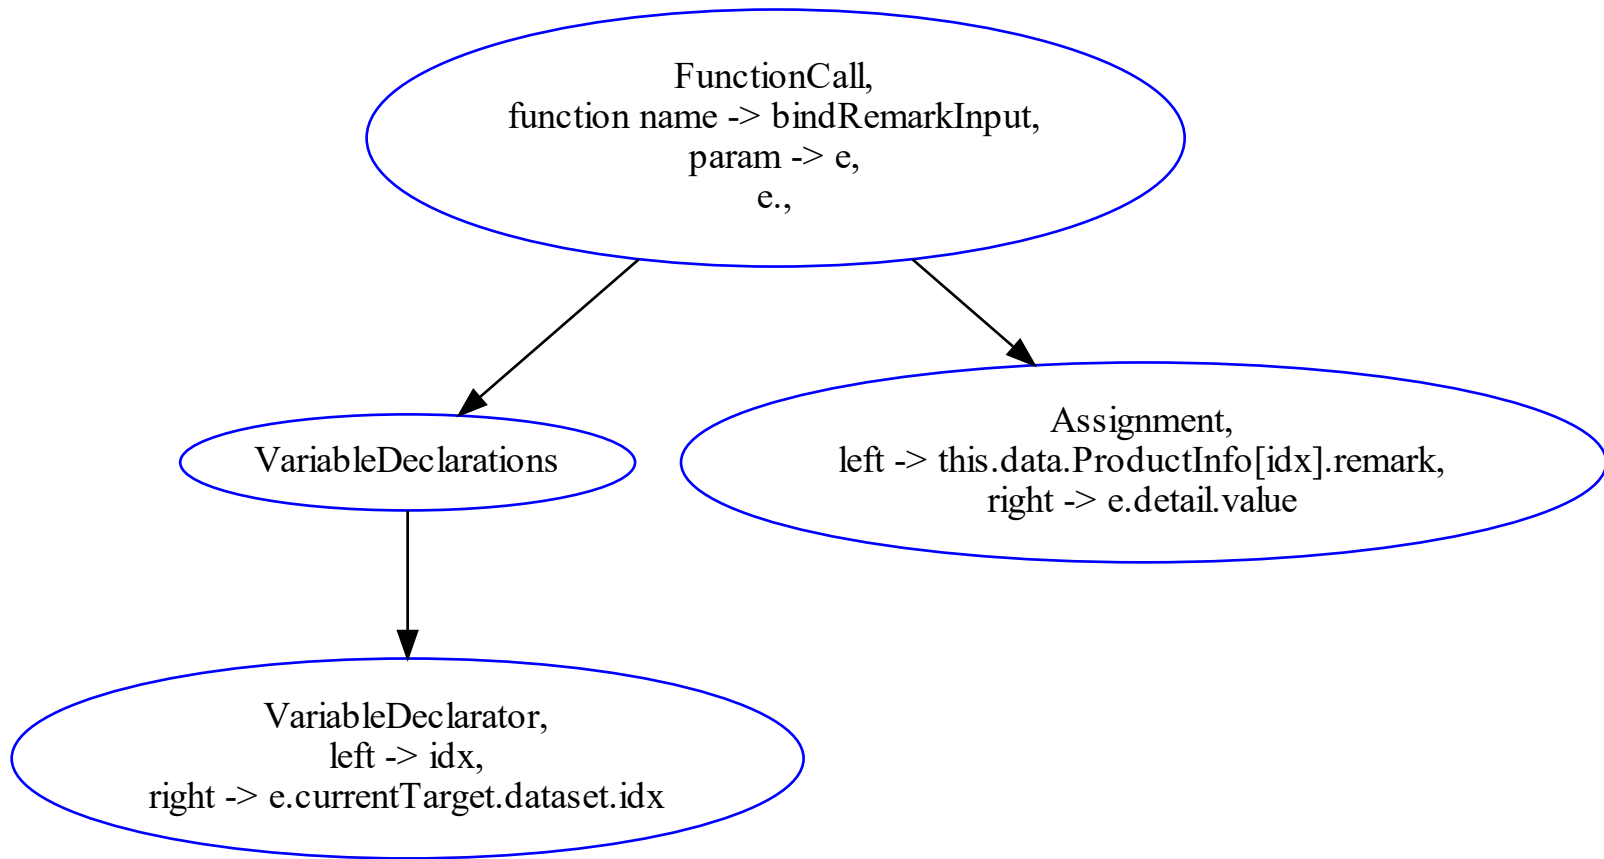 FunctionCall,
function name -> bindRemarkInput,
param -> e,
e.,
VariableDeclarations
Assignment,
left -> this.data.ProductInfo[idx].remark,
right -> e.detail.value
VariableDeclarator,
left -> idx,
right -> e.currentTarget.dataset.idx